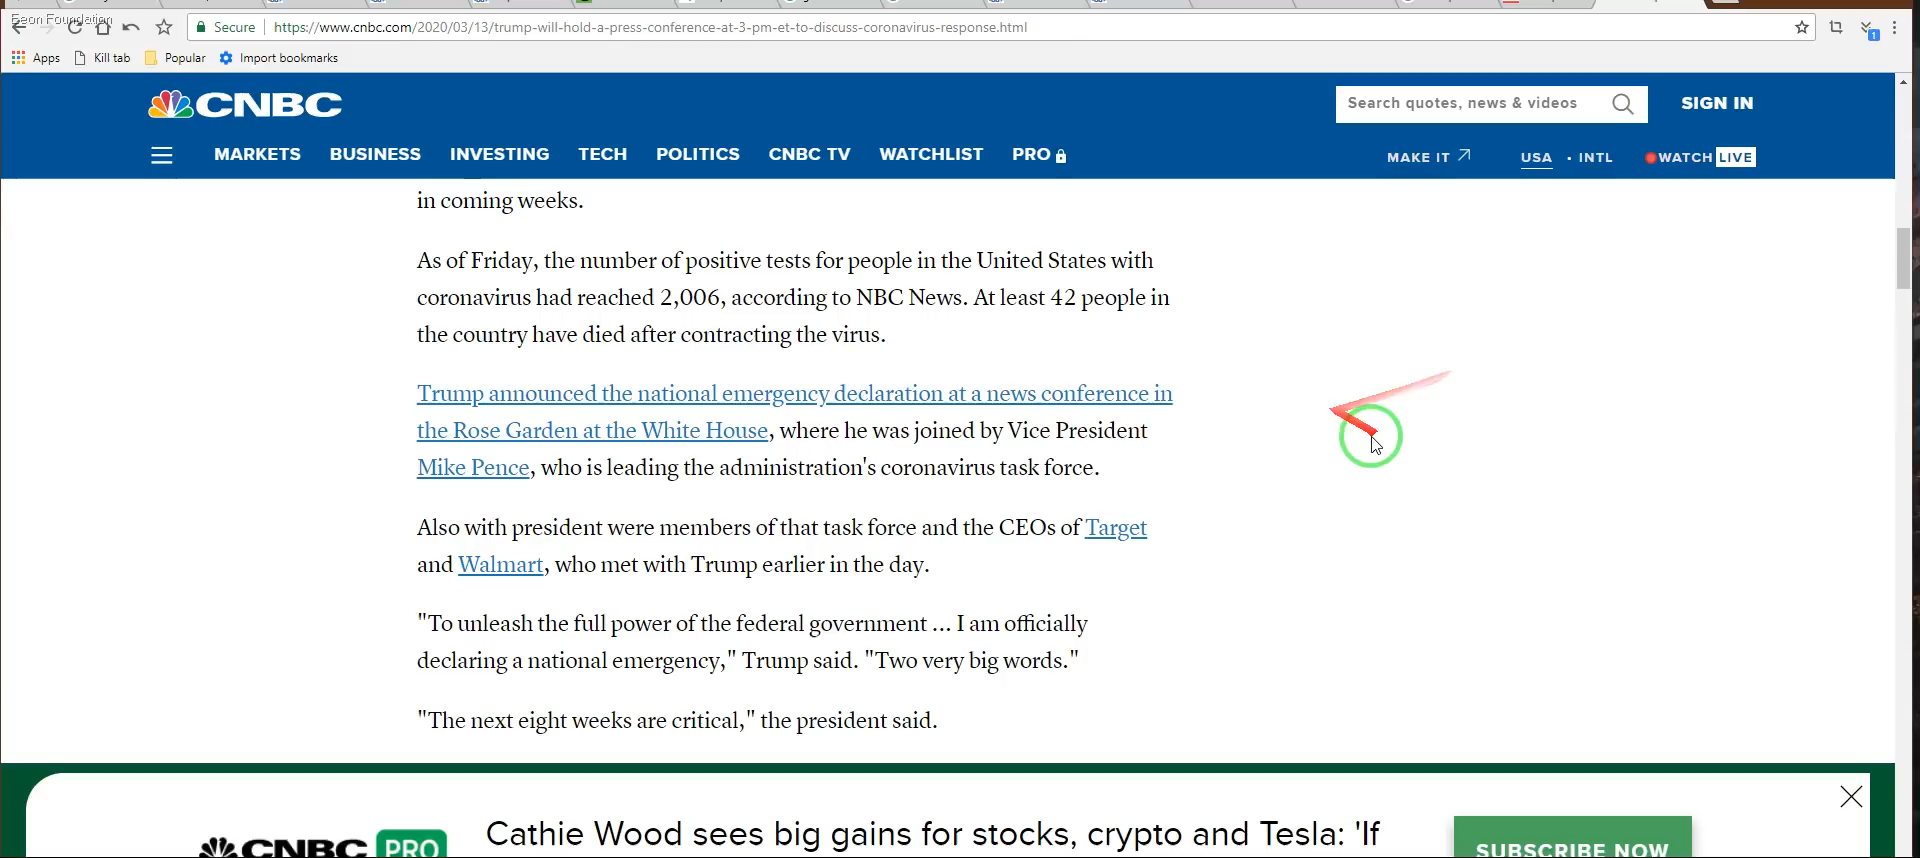 Eeon Foundation
Secure https://www.cnbc.com/2020/03/13/trump-will-hold-a-press-conference-at-3-pm-et-to-discuss-coronavirus-response.html
1
Apps Kill tab Popular Import bookmarks
CNBC
Search quotes, news & videos
SIGN IN
MARKETS BUSINESS INVESTING TECH POLITICS CNBC TV WATCHLIST PRO
MAKE IT USA · INTL WATCH LIVE
in coming weeks.
As of Friday, the number of positive tests for people in the United States with
coronavirus had reached 2,006, according to NBC News. At least 42 people in
the country have died after contracting the virus.
Trump announced the national emergency declaration at a news conference in
the Rose Garden at the White House, where he was joined by Vice President
Mike Pence, who is leading the administration's coronavirus task force.
Also with president were members of that task force and the CEOs of Target
and Walmart, who met with Trump earlier in the day.
"To unleash the full power of the federal government ... I am officially
declaring a national emergency," Trump said. "Two very big words."
"The next eight weeks are critical," the president said.
CNBC PRO
Cathie Wood sees big gains for stocks, crypto and Tesla: 'If
SUBSCRIBE NOW